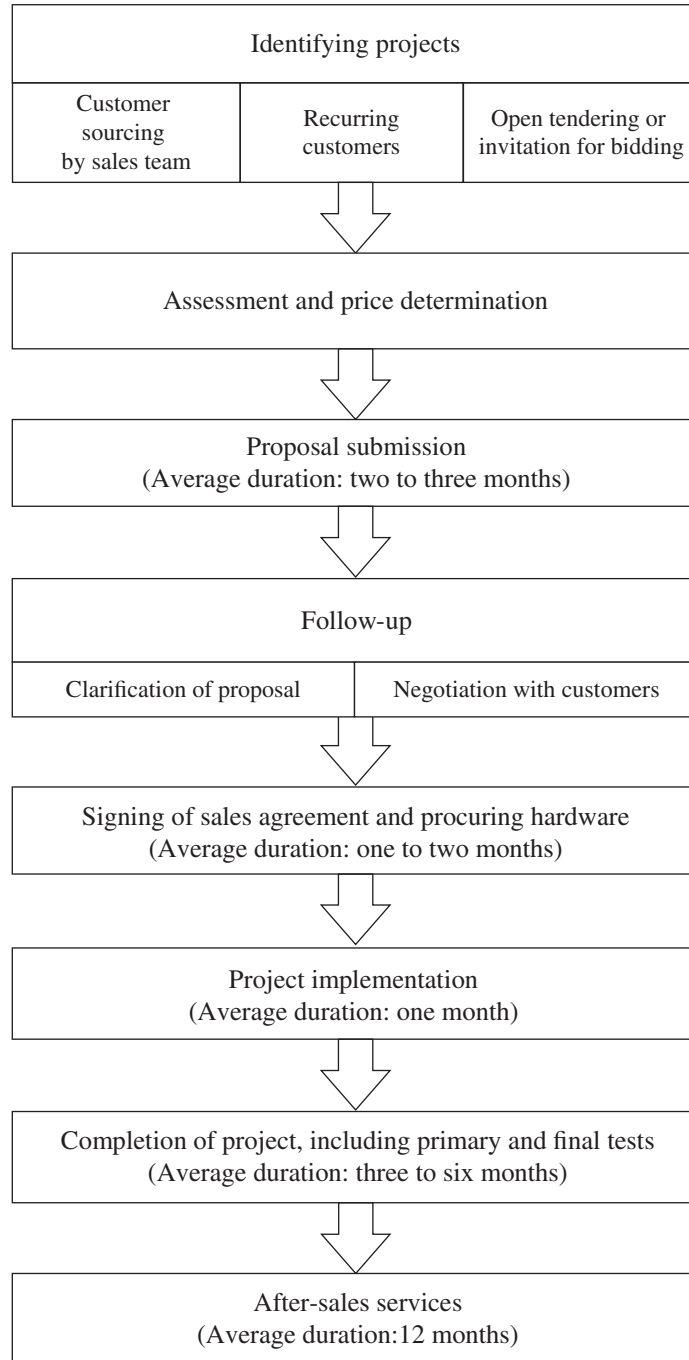 Identifying projects
Customer
sourcing
by sales team
Recurring
customers
Open tendering or
invitation for bidding
Assessment and price determination
Proposal submission
(Average duration: two to three months)
Follow-up
Clarification of proposal
Negotiation with customers
Signing of sales agreement and procuring hardware
(Average duration: one to two months)
Project implementation
(Average duration: one month)
Completion of project, including primary and final tests
(Average duration: three to six months)
After-sales services
(Average duration:12 months)